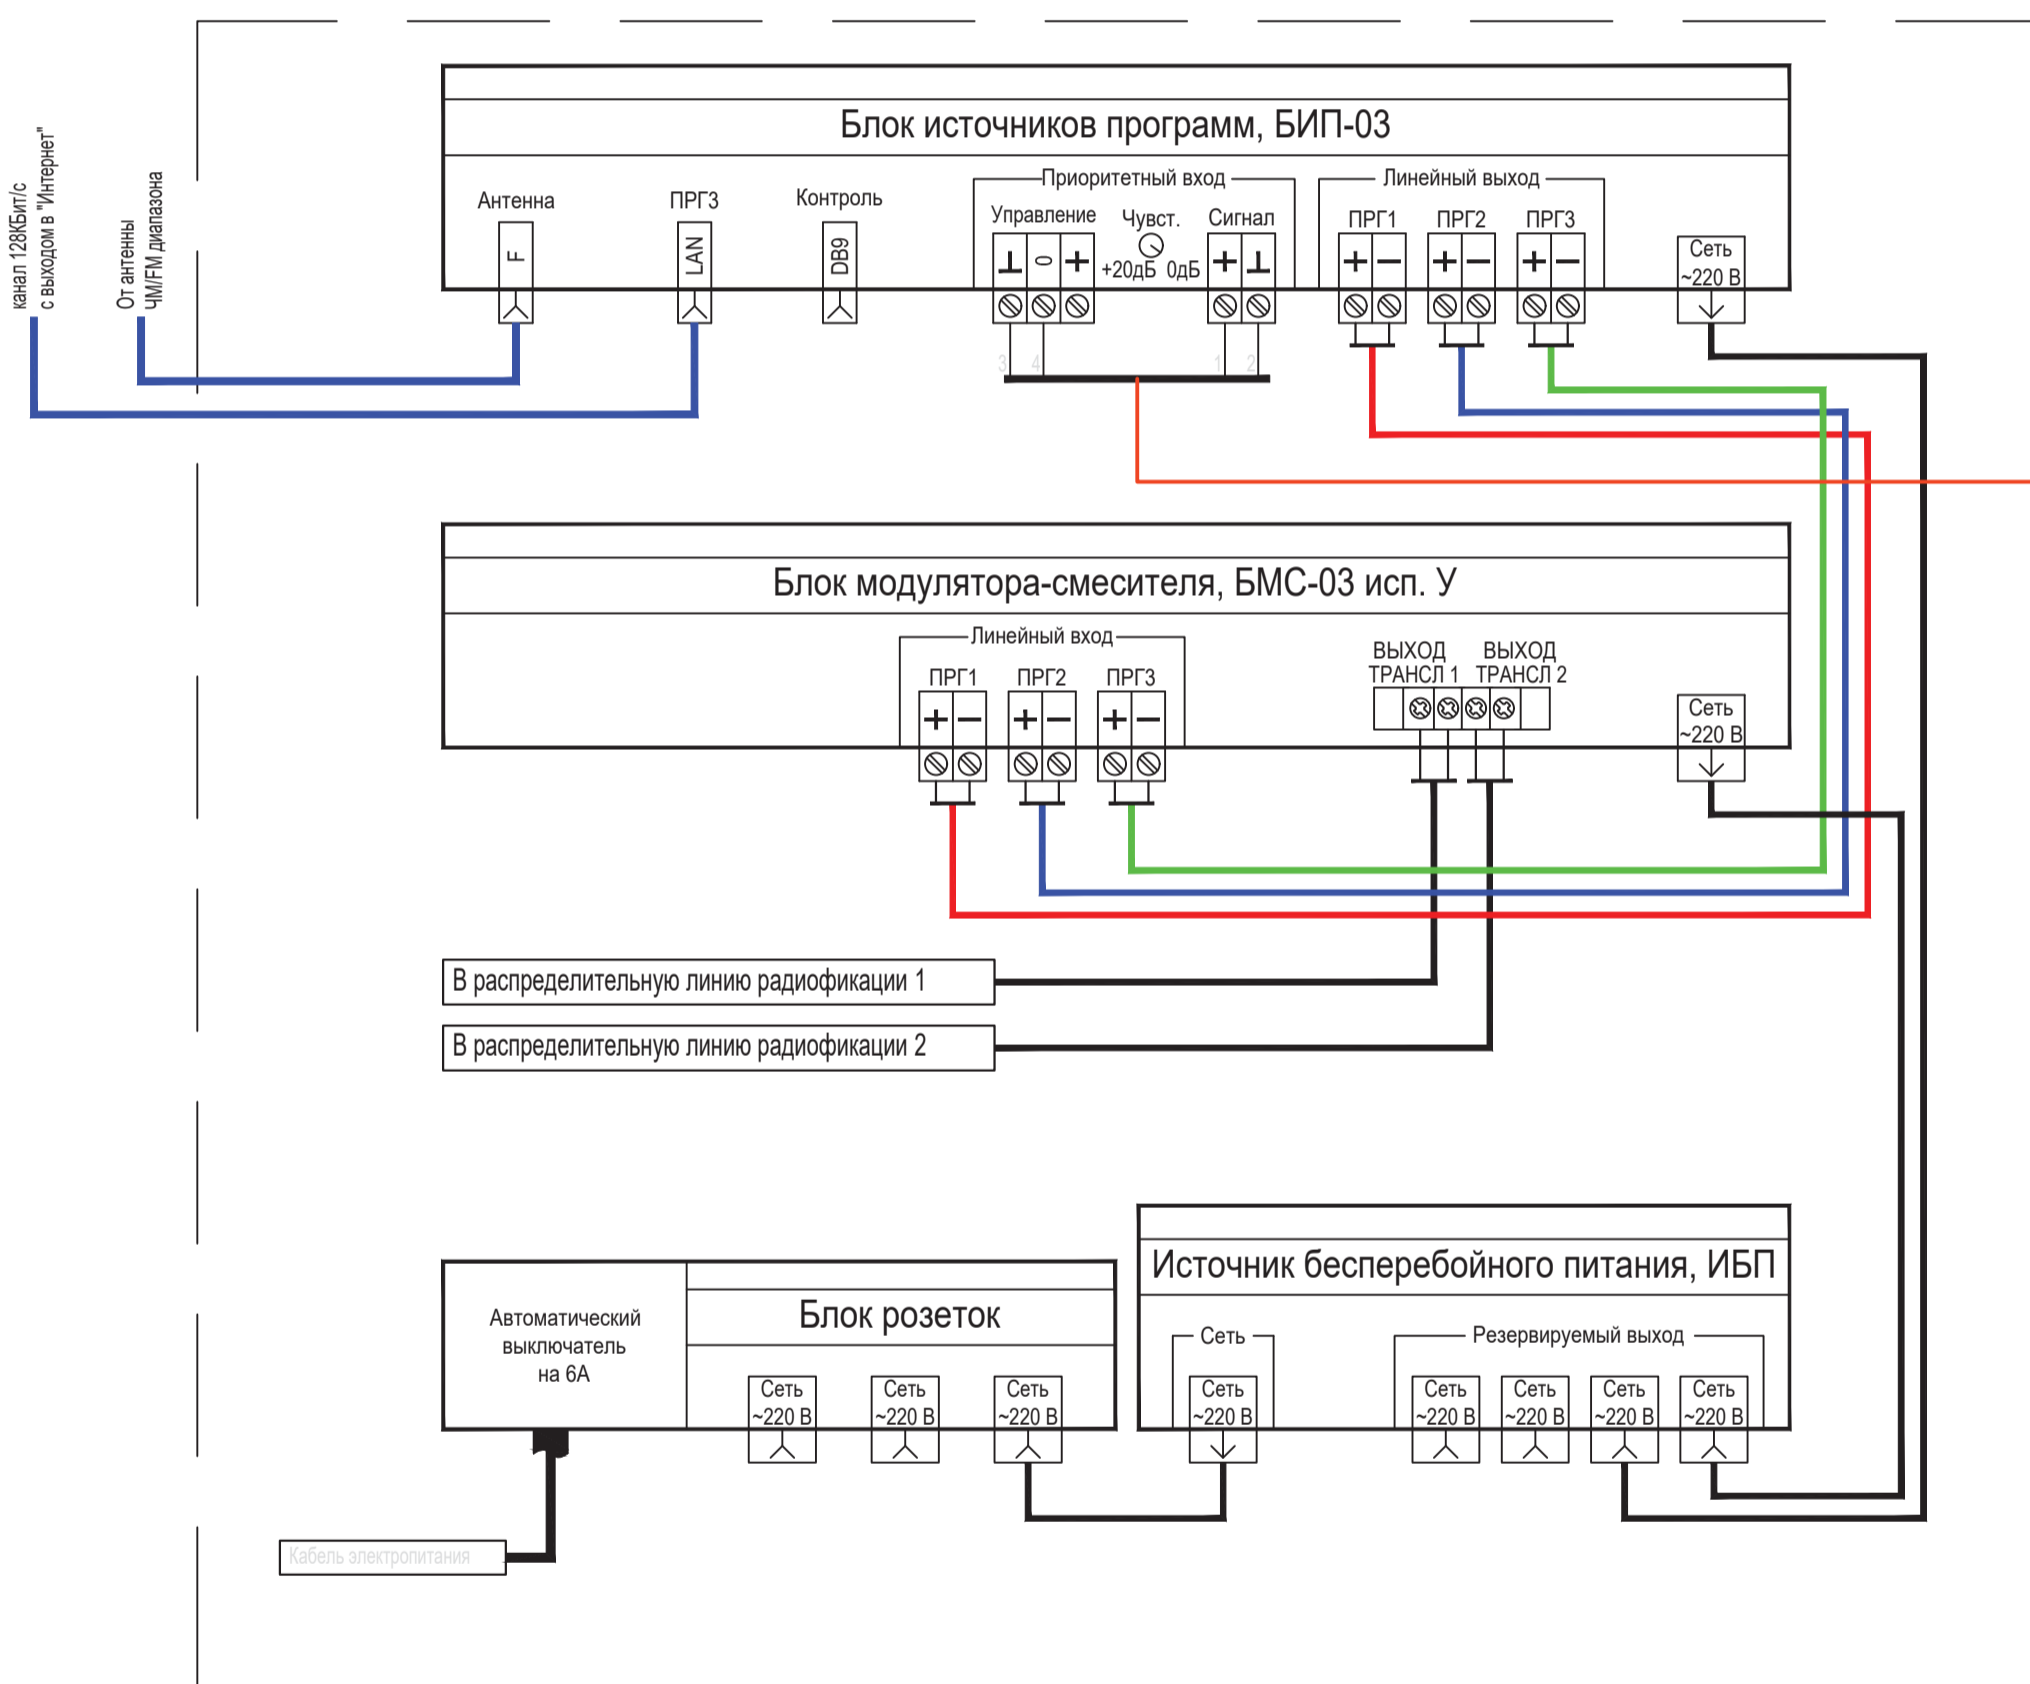 канал 128КБит/с
с выходом в "Интернет"
От антенны
ЧМ/FM диапазона
Блок источников программ, БИП-03
Антенна
F
ПРГ3
LAN
Контроль
DB9
Приоритетный вход
Управление
⊥ 0 +
Чувст.
+20дБ 0дБ
Сигнал
+ ⊥
Линейный выход
ПРГ1 ПРГ2 ПРГ3
+ − + − + −
Сеть
~220 В
3 4 1 2
Блок модулятора-смесителя, БМС-03 исп. У
Линейный вход
ПРГ1 ПРГ2 ПРГ3
+ − + − + −
ВЫХОД
ТРАНСЛ 1
ВЫХОД
ТРАНСЛ 2
Сеть
~220 В
В распределительную линию радиофикации 1
В распределительную линию радиофикации 2
Автоматический
выключатель
на 6А
Блок розеток
Сеть
~220 В
Сеть
~220 В
Сеть
~220 В
Источник бесперебойного питания, ИБП
Сеть
Сеть
~220 В
Резервируемый выход
Сеть
~220 В
Сеть
~220 В
Сеть
~220 В
Сеть
~220 В
Кабель электропитания